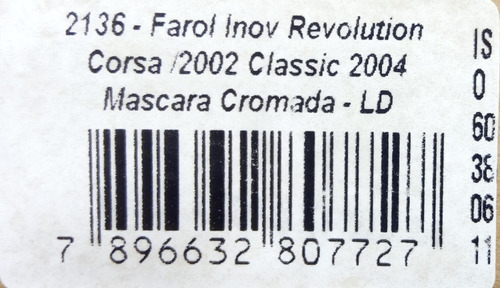 2136 - Farol Inov Revolution
Corsa /2002 Classic 2004
Mascara Cromada - LD
7 896632 807727
IS
0
60
38
06
11